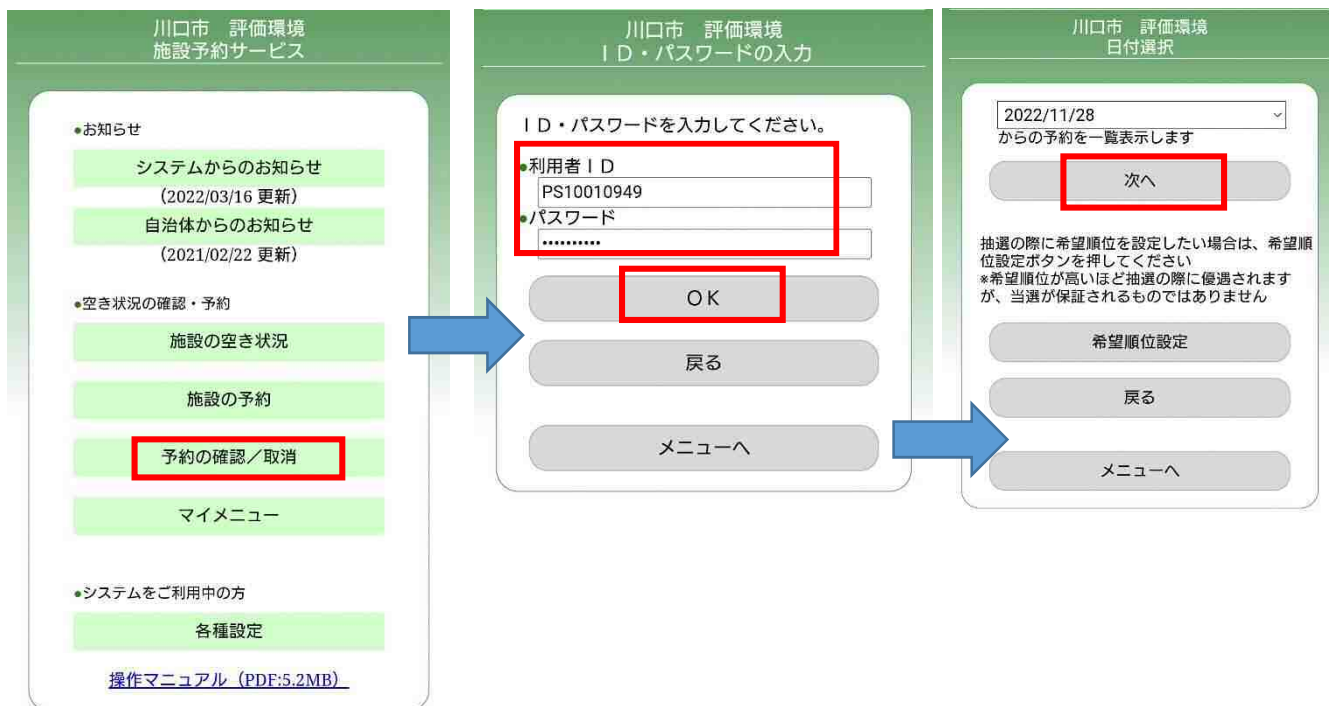 川口市 評価環境
施設予約サービス
●お知らせ
システムからのお知らせ
(2022/03/16 更新)
自治体からのお知らせ
(2021/02/22 更新)
●空き状況の確認・予約
施設の空き状況
施設の予約
予約の確認／取消
マイメニュー
●システムをご利用中の方
各種設定
操作マニュアル（PDF:5.2MB）
川口市 評価環境
ＩＤ・パスワードの入力
ＩＤ・パスワードを入力してください。
●利用者ＩＤ
PS10010949
●パスワード
••••••••••
ＯＫ
戻る
メニューへ
川口市 評価環境
日付選択
2022/11/28
からの予約を一覧表示します
次へ
抽選の際に希望順位を設定したい場合は、希望順
位設定ボタンを押してください
*希望順位が高いほど抽選の際に優遇されます
が、当選が保証されるものではありません
希望順位設定
戻る
メニューへ